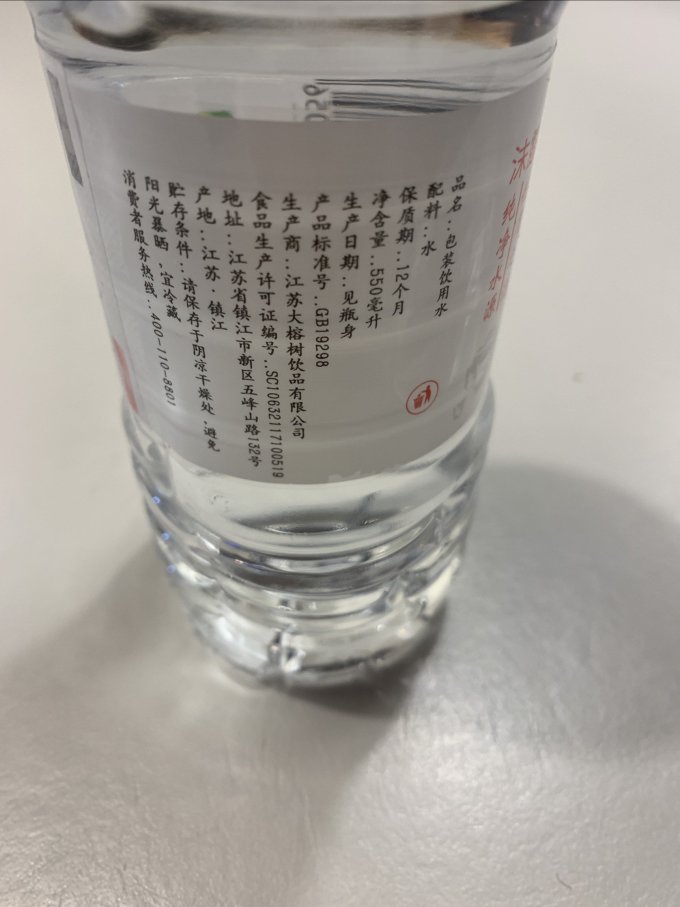 品名：包装饮用水
配料：水
保质期：12个月
净含量：550毫升
生产日期：见瓶身
产品标准号：GB19298
生产商：江苏大榕树饮品有限公司
食品生产许可证编号：SC10632117100519
地址：江苏省镇江市新区五峰山路132号
产地：江苏·镇江
贮存条件：请保存于阴凉干燥处，避免
阳光暴晒，宜冷藏
消费者服务热线：400-110-8801
纯净水